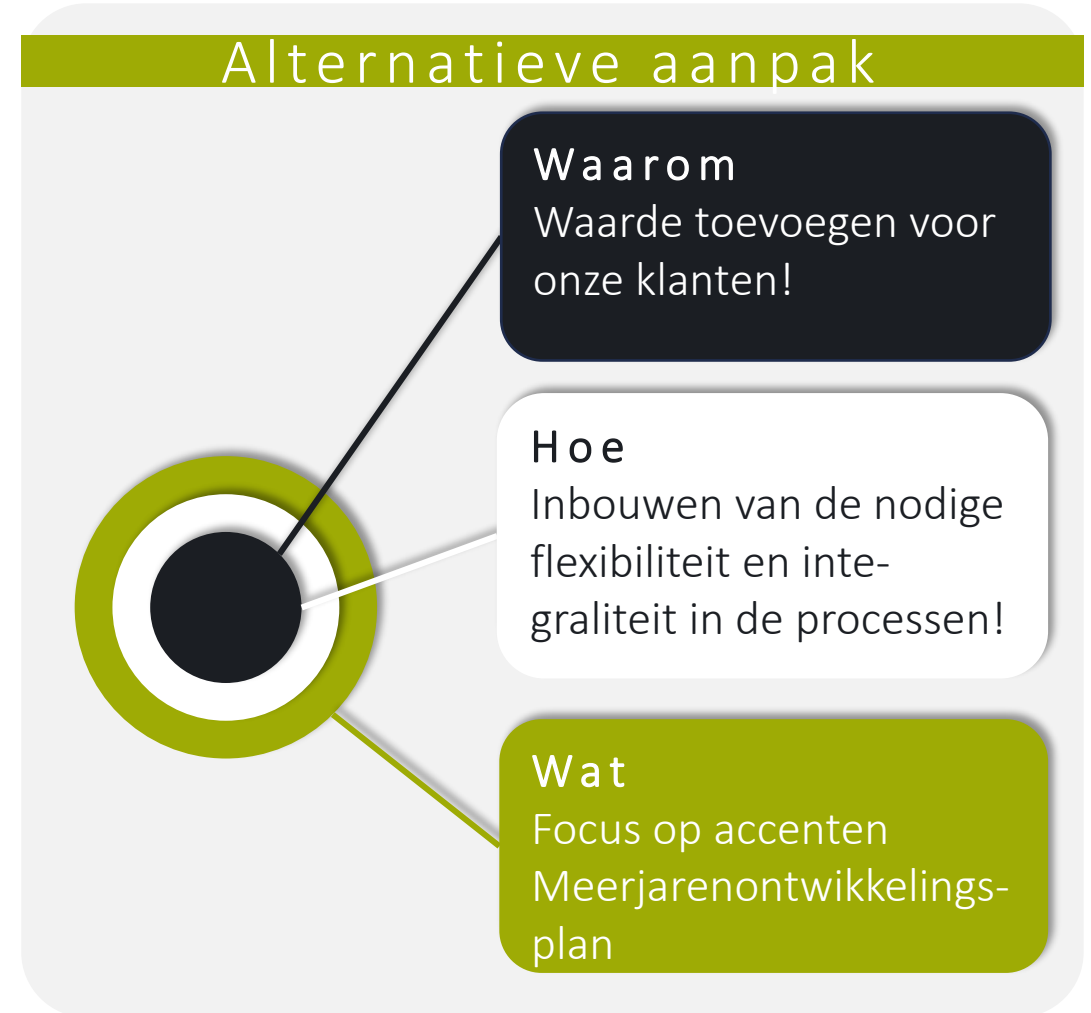 Alternatieve aanpak
Waarom
Waarde toevoegen voor
onze klanten!
Hoe
Inbouwen van de nodige
flexibiliteit en inte-
graliteit in de processen!
Wat
Focus op accenten
Meerjarenontwikkelings-
plan